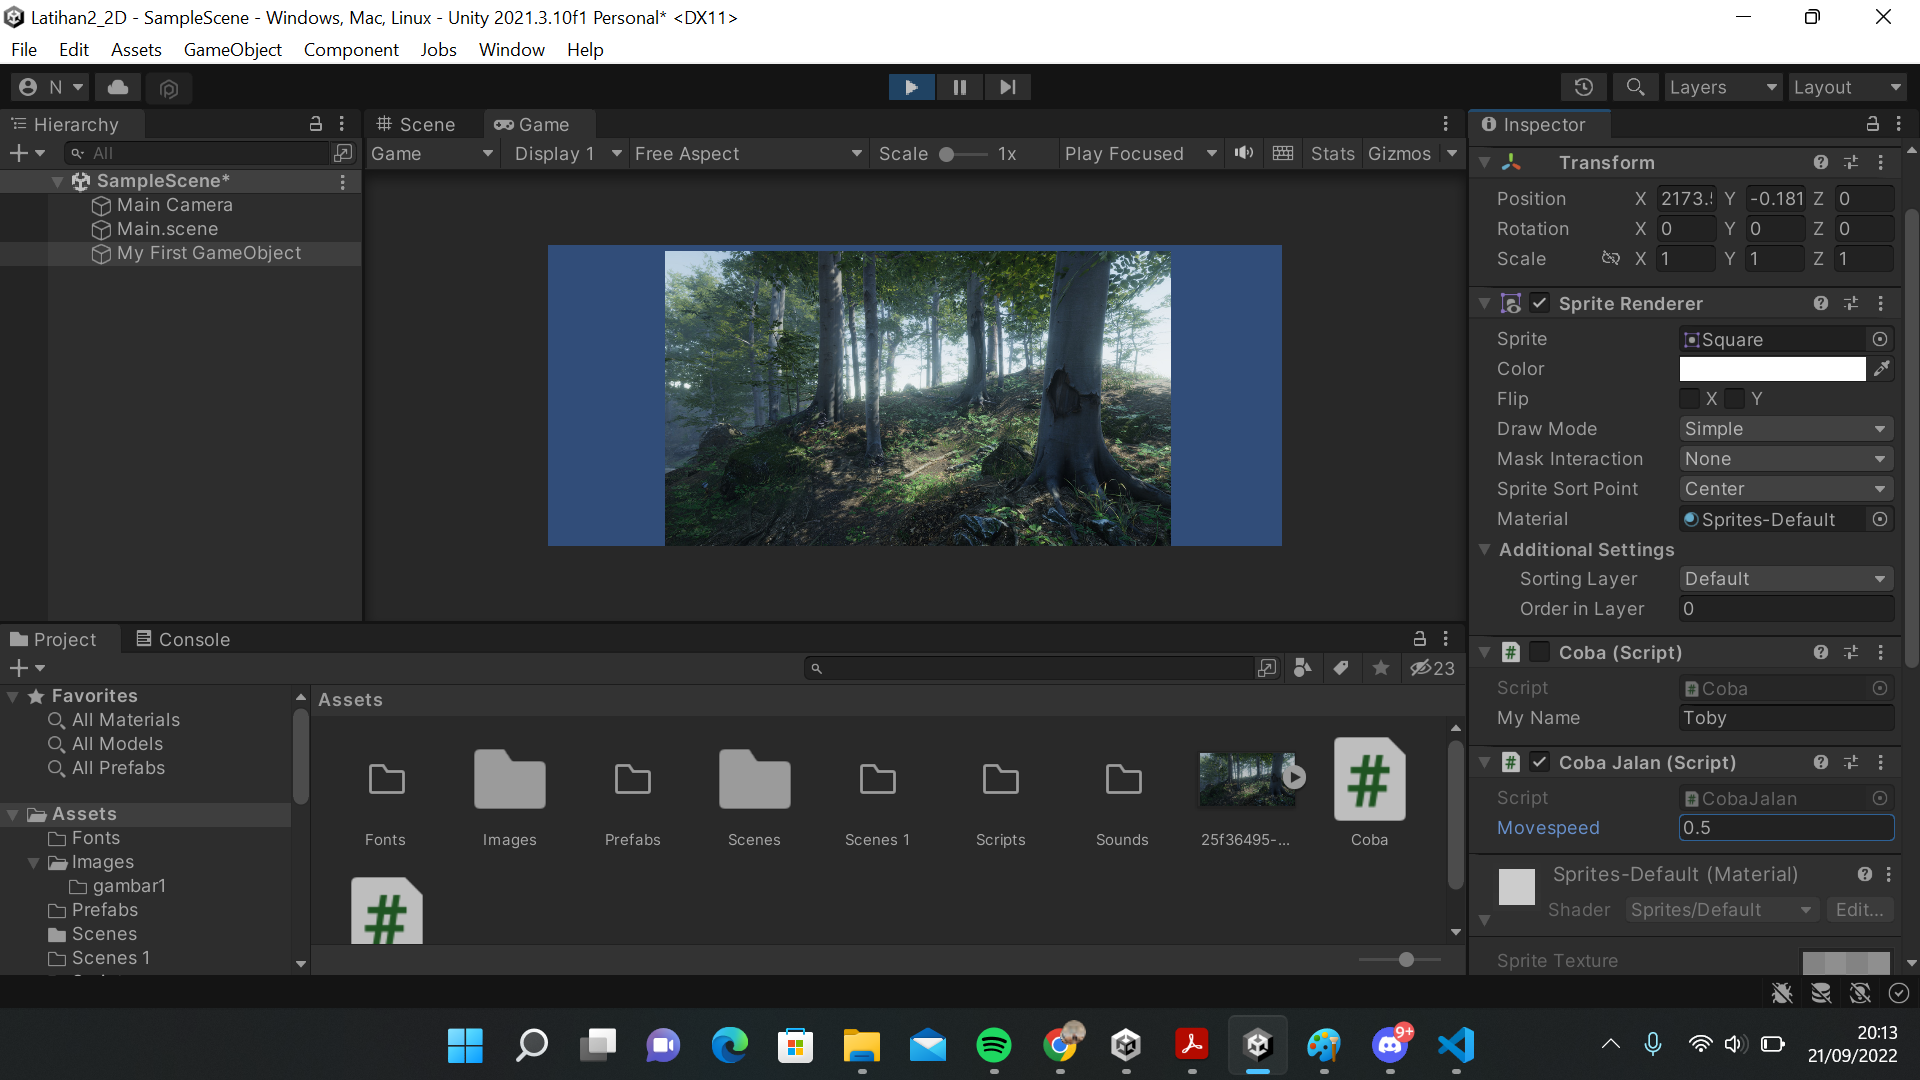 Latihan2_2D - SampleScene - Windows, Mac, Linux - Unity 2021.3.10f1 Personal* <DX11>
File Edit Assets GameObject Component Jobs Window Help
N
Layers Layout
Hierarchy
All
SampleScene*
Main Camera
Main.scene
My First GameObject
Scene Game
Game Display 1 Free Aspect Scale 1x Play Focused Stats Gizmos
Inspector
Transform
Position X 2173. Y -0.181 Z 0
Rotation X 0 Y 0 Z 0
Scale X 1 Y 1 Z 1
Sprite Renderer
Sprite Square
Color
Flip X Y
Draw Mode Simple
Mask Interaction None
Sprite Sort Point Center
Material Sprites-Default
Additional Settings
Sorting Layer Default
Order in Layer 0
# Coba (Script)
Script # Coba
My Name Toby
# Coba Jalan (Script)
Script # CobaJalan
Movespeed 0.5
Sprites-Default (Material)
Shader Sprites/Default Edit...
Sprite Texture
Project Console
23
Favorites
All Materials
All Models
All Prefabs
Assets
Fonts
Images
gambar1
Prefabs
Scenes
Scenes 1
Assets
# 
Fonts Images Prefabs Scenes Scenes 1 Scripts Sounds 25f36495-... Coba
#
9+
20:13
21/09/2022